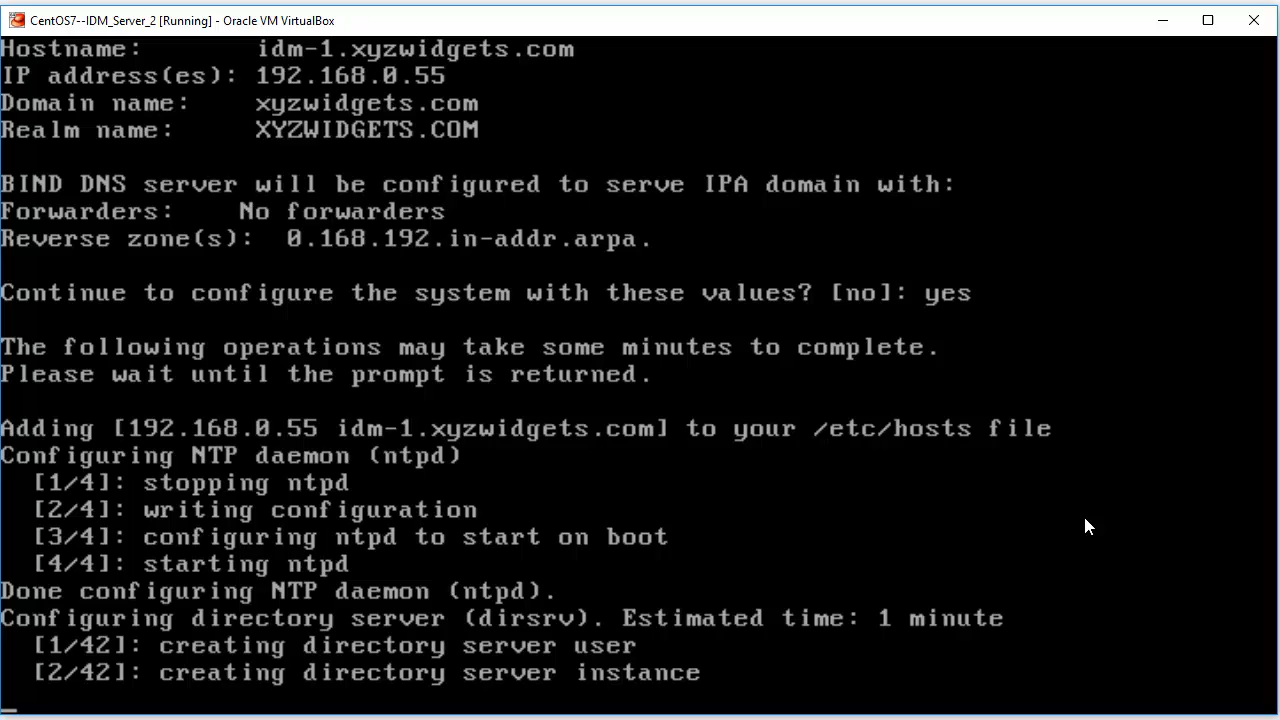 CentOS7--IDM_Server_2 [Running] - Oracle VM VirtualBox
Hostname: idm-1.xyzwidgets.com
IP address(es): 192.168.0.55
Domain name: xyzwidgets.com
Realm name: XYZWIDGETS.COM
BIND DNS server will be configured to serve IPA domain with:
Forwarders: No forwarders
Reverse zone(s): 0.168.192.in-addr.arpa.
Continue to configure the system with these values? [no]: yes
The following operations may take some minutes to complete.
Please wait until the prompt is returned.
Adding [192.168.0.55 idm-1.xyzwidgets.com] to your /etc/hosts file
Configuring NTP daemon (ntpd)
[1/4]: stopping ntpd
[2/4]: writing configuration
[3/4]: configuring ntpd to start on boot
[4/4]: starting ntpd
Done configuring NTP daemon (ntpd).
Configuring directory server (dirsrv). Estimated time: 1 minute
[1/42]: creating directory server user
[2/42]: creating directory server instance